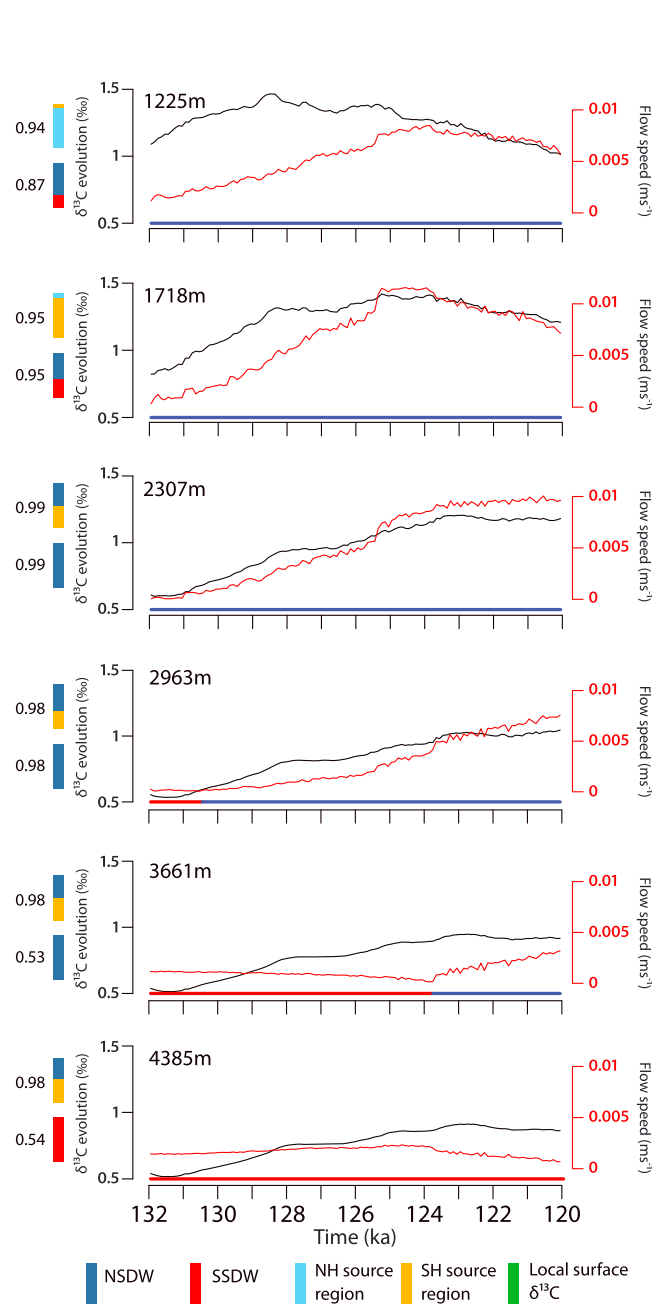 1225m
0.94
0.87
δ¹³C evolution (‰)
1.5
1
0.5
0.01
0.005
0
Flow speed (ms⁻¹)
1718m
0.95
0.95
δ¹³C evolution (‰)
1.5
1
0.5
0.01
0.005
0
Flow speed (ms⁻¹)
2307m
0.99
0.99
δ¹³C evolution (‰)
1.5
1
0.5
0.01
0.005
0
Flow speed (ms⁻¹)
2963m
0.98
0.98
δ¹³C evolution (‰)
1.5
1
0.5
0.01
0.005
0
Flow speed (ms⁻¹)
3661m
0.98
0.53
δ¹³C evolution (‰)
1.5
1
0.5
0.01
0.005
0
Flow speed (ms⁻¹)
4385m
0.98
0.54
δ¹³C evolution (‰)
1.5
1
0.5
0.01
0.005
0
Flow speed (ms⁻¹)
132 130 128 126 124 122 120
Time (ka)
NSDW
SSDW
NH source
region
SH source
region
Local surface
δ¹³C